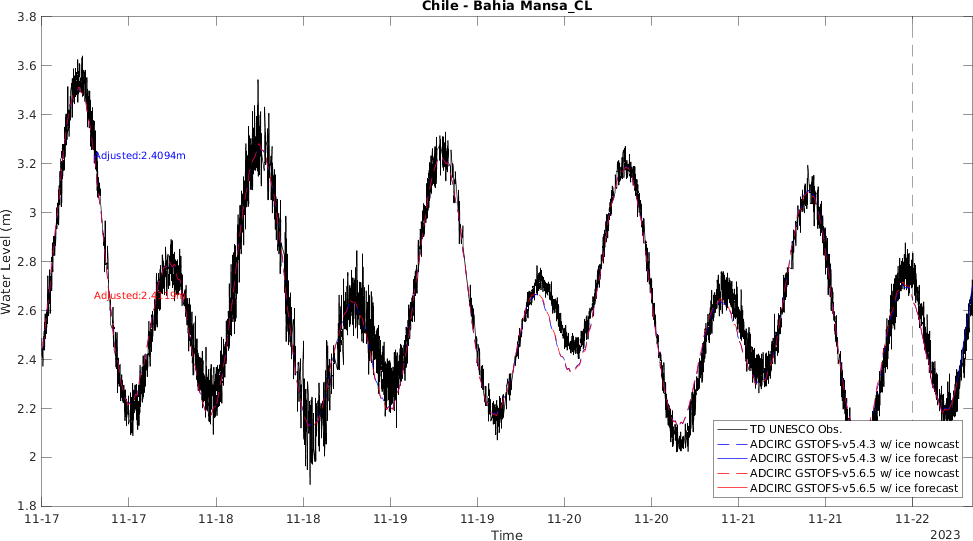 Chile - Bahia Mansa_CL
3.8
3.6
3.4
3.2
3
2.8
2.6
2.4
2.2
2
1.8
Water Level (m)
Adjusted:2.4094m
TD UNESCO Obs.
ADCIRC GSTOFS-v5.4.3 w/ ice nowcast
ADCIRC GSTOFS-v5.4.3 w/ ice forecast
ADCIRC GSTOFS-v5.6.5 w/ ice nowcast
ADCIRC GSTOFS-v5.6.5 w/ ice forecast
11-17 11-17 11-18 11-18 11-19 11-19 11-20 11-20 11-21 11-21 11-22
Time
2023